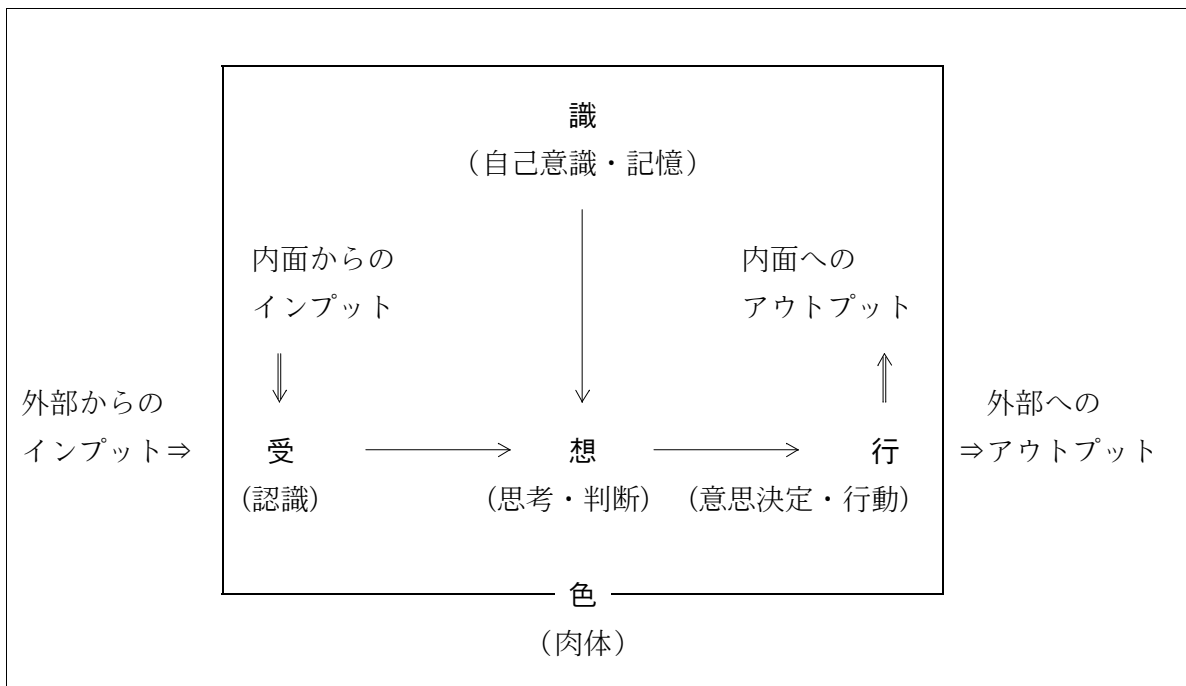 識
（自己意識・記憶）
内面からの
インプット
内面への
アウトプット
外部からの
インプット⇒
受
想
行
外部への
⇒アウトプット
(認識)
(思考・判断)
(意思決定・行動)
色
（肉体）